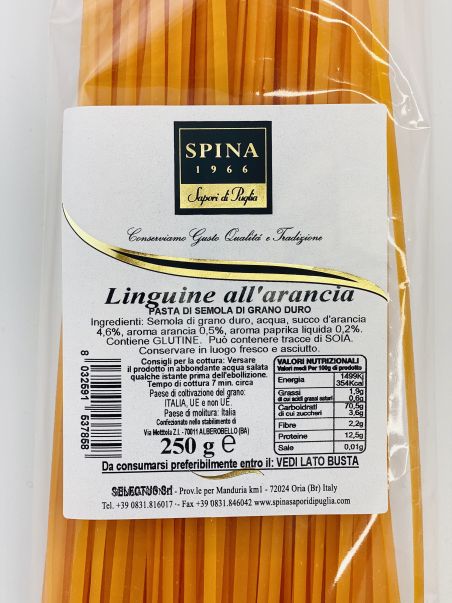 SPINA
1966
Sapori di Puglia
Conserviamo Gusto Qualità e Tradizione
Linguine all'arancia
PASTA DI SEMOLA DI GRANO DURO
Ingredienti: Semola di grano duro, acqua, succo d'arancia
4,6%, aroma arancia 0,5%, aroma paprika liquida 0,2%.
Contiene GLUTINE. Può contenere tracce di SOIA.
Conservare in luogo fresco e asciutto.
Consigli per la cottura: Versare
il prodotto in abbondante acqua salata
qualche istante prima dell'ebollizione.
Tempo di cottura 7 min. circa
Paese di coltivazione del grano:
ITALIA, UE e non UE.
Paese di molitura: Italia
Confezionato nello stabilimento di
Via Mottola Z.I. - 70011 ALBEROBELLO (BA)
250 g e
VALORI NUTRIZIONALI
Valori medi Per 100g di prodotto
Energia 1499Kj
354Kcal
Grassi 1,9g
di cui acidi grassi saturi 0,6g
Carboidrati 70,5g
di cui zuccheri 3,6g
Fibre 2,2g
Proteine 12,5g
Sale 0,01g
8 032691 637868
Da consumarsi preferibilmente entro il: VEDI LATO BUSTA
SELECTUS Srl - Prov.le per Manduria km1 - 72024 Oria (Br) Italy
Tel. +39 0831.816017 -- Fax +39 0831.846042 www.spinasaporidipuglia.com